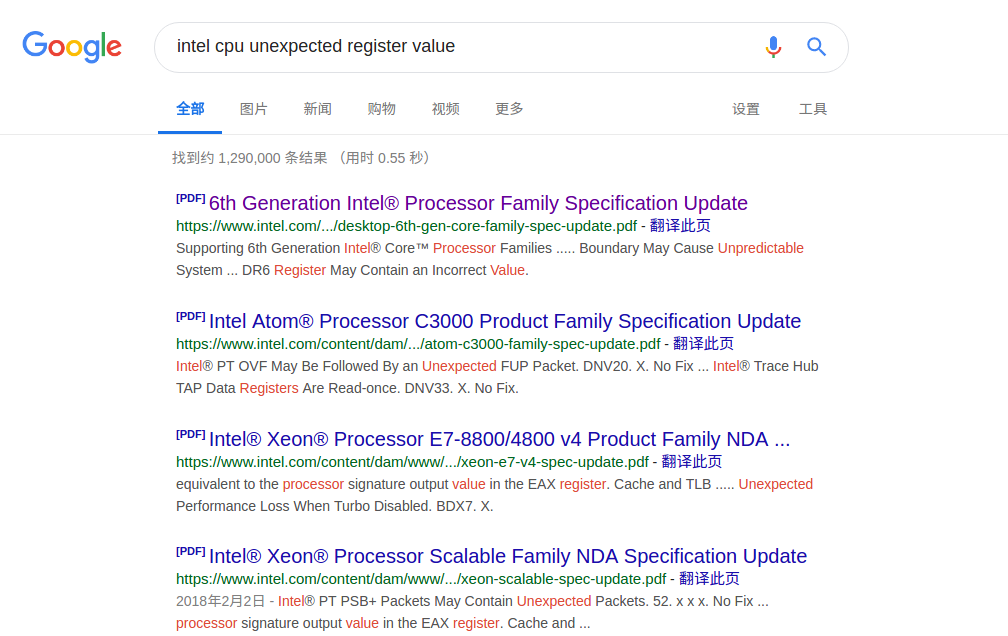 Google
intel cpu unexpected register value
全部 图片 新闻 购物 视频 更多 设置 工具
找到约 1,290,000 条结果 （用时 0.55 秒）
[PDF] 6th Generation Intel® Processor Family Specification Update
https://www.intel.com/.../desktop-6th-gen-core-family-spec-update.pdf - 翻译此页
Supporting 6th Generation Intel® Core™ Processor Families ..... Boundary May Cause Unpredictable
System ... DR6 Register May Contain an Incorrect Value.
[PDF] Intel Atom® Processor C3000 Product Family Specification Update
https://www.intel.com/content/dam/.../atom-c3000-family-spec-update.pdf - 翻译此页
Intel® PT OVF May Be Followed By an Unexpected FUP Packet. DNV20. X. No Fix ... Intel® Trace Hub
TAP Data Registers Are Read-once. DNV33. X. No Fix.
[PDF] Intel® Xeon® Processor E7-8800/4800 v4 Product Family NDA ...
https://www.intel.com/content/dam/www/.../xeon-e7-v4-spec-update.pdf - 翻译此页
equivalent to the processor signature output value in the EAX register. Cache and TLB ..... Unexpected
Performance Loss When Turbo Disabled. BDX7. X.
[PDF] Intel® Xeon® Processor Scalable Family NDA Specification Update
https://www.intel.com/content/dam/www/.../xeon-scalable-spec-update.pdf - 翻译此页
2018年2月2日 - Intel® PT PSB+ Packets May Contain Unexpected Packets. 52. x x x. No Fix ...
processor signature output value in the EAX register. Cache and ...